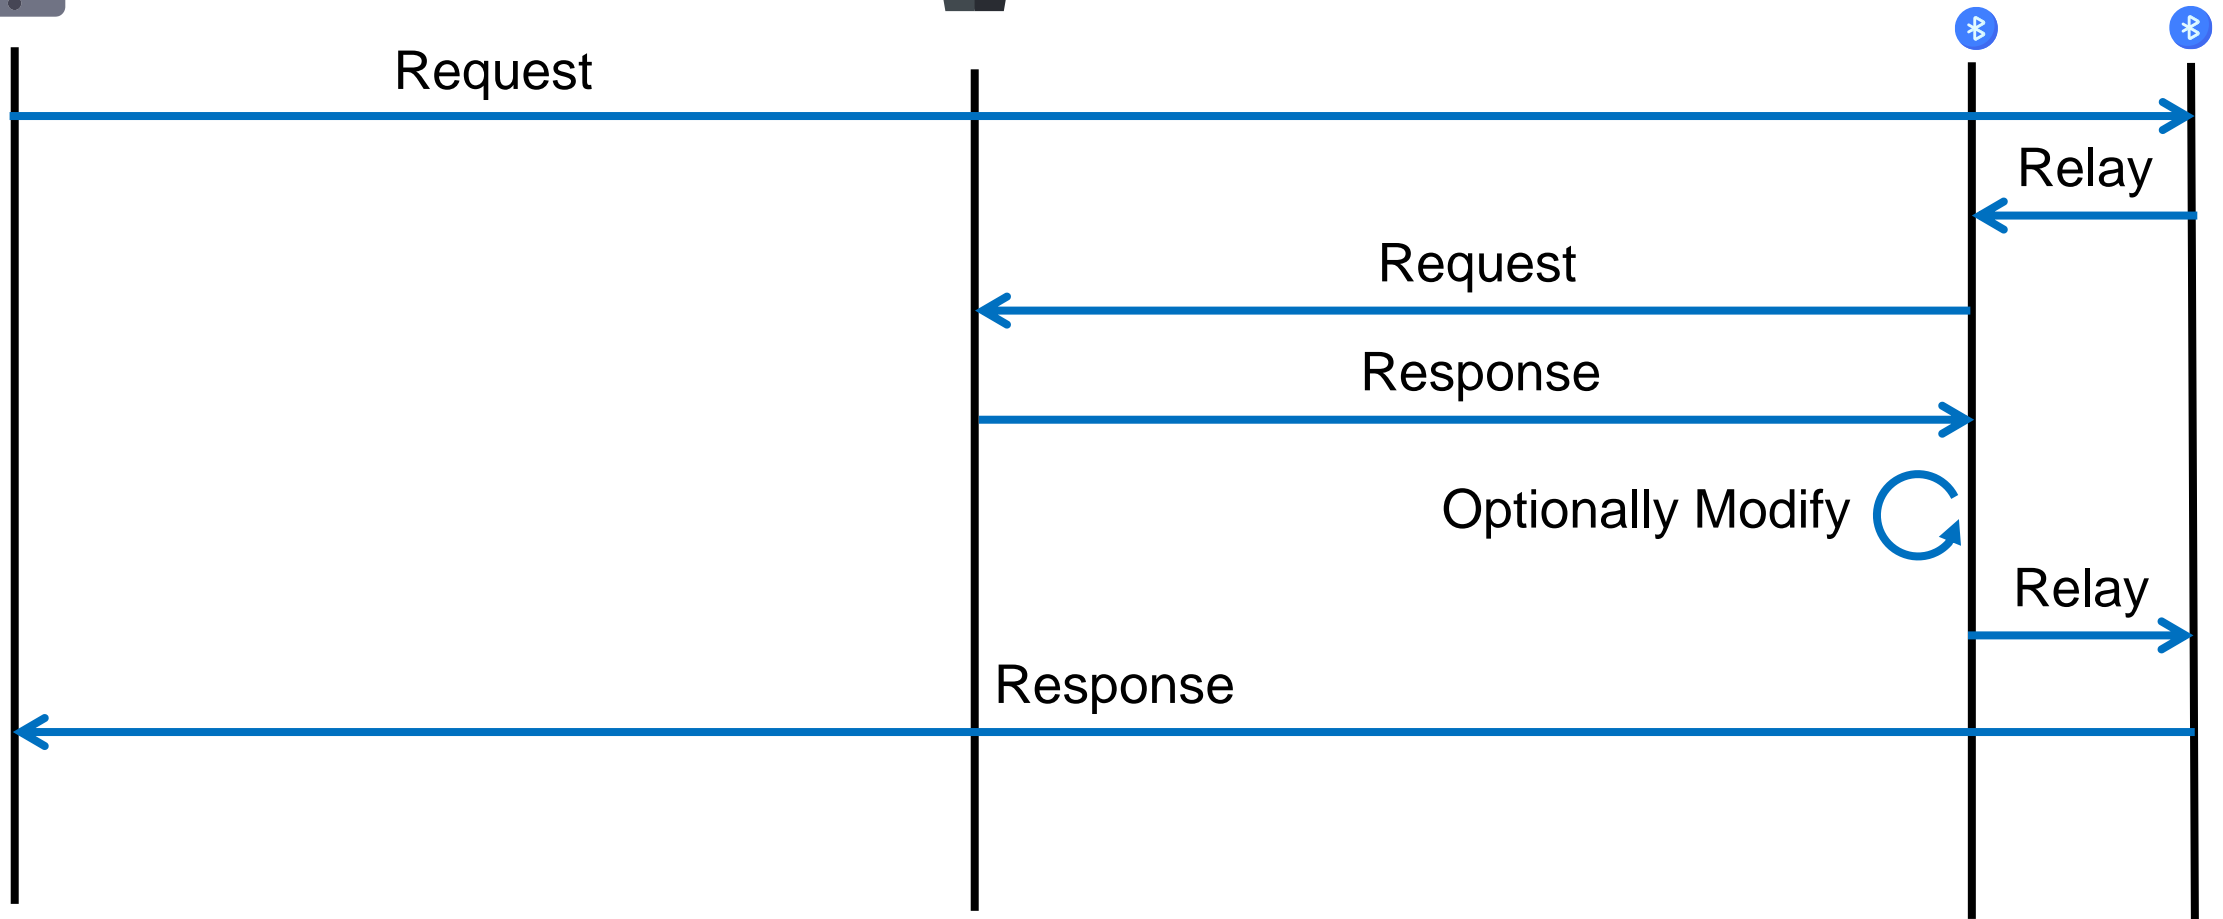 Request
Relay
Request
Response
Optionally Modify
Relay
Response